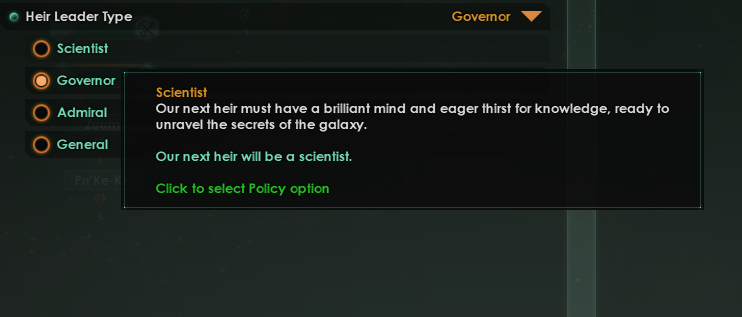 Heir Leader Type
Governor
Scientist
Governor
Admiral
General
Scientist
Our next heir must have a brilliant mind and eager thirst for knowledge, ready to
unravel the secrets of the galaxy.
Our next heir will be a scientist.
Click to select Policy option